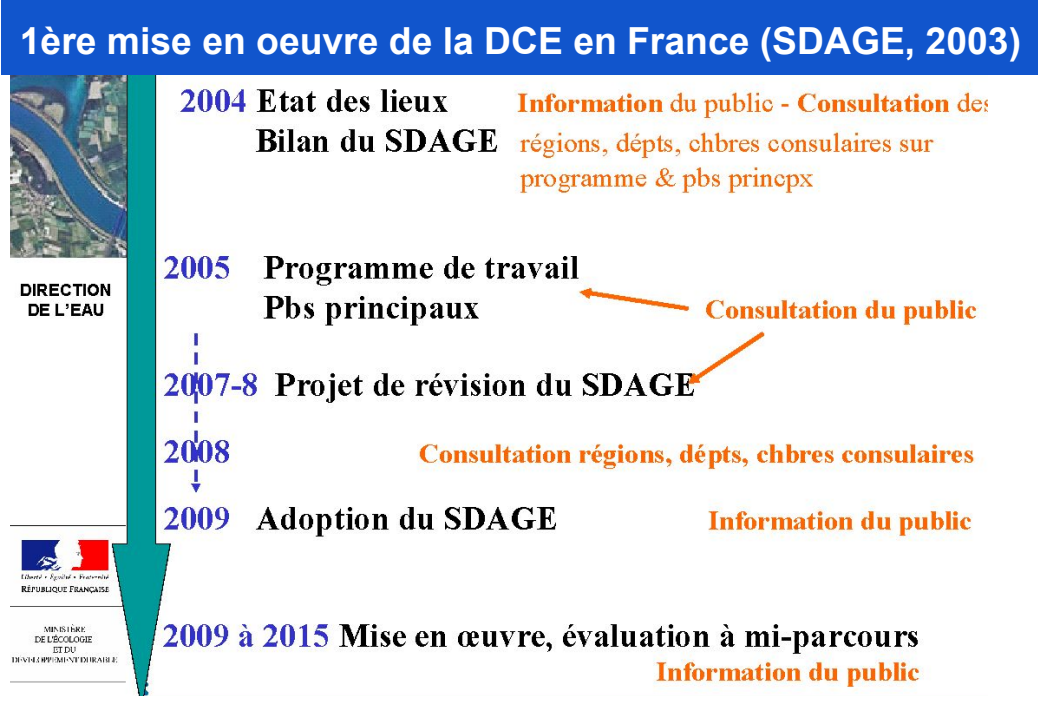 1ère mise en oeuvre de la DCE en France (SDAGE, 2003)
2004 Etat des lieux
Bilan du SDAGE
Information du public - Consultation des
régions, dépts, chbres consulaires sur
programme & pbs princpx
DIRECTION
DE L'EAU
2005 Programme de travail
Pbs principaux
Consultation du public
2007-8 Projet de révision du SDAGE
2008 Consultation régions, dépts, chbres consulaires
2009 Adoption du SDAGE Information du public
Liberté • Égalité • Fraternité
RÉPUBLIQUE FRANÇAISE
MINISTÈRE
DE L'ÉCOLOGIE
ET DU
DEVELOPPEMENT DURABLE
2009 à 2015 Mise en œuvre, évaluation à mi-parcours
Information du public